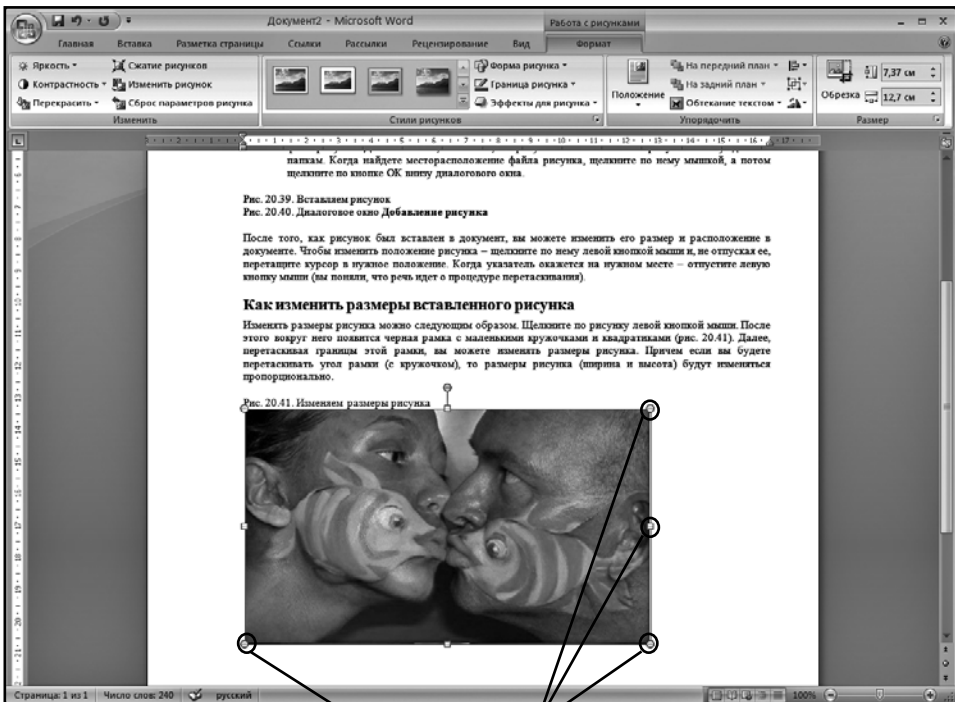 Документ2 - Microsoft Word
Работа с рисунками
Главная Вставка Разметка страницы Ссылки Рассылки Рецензирование Вид Формат
Яркость Сжатие рисунков Форма рисунка На передний план 7,37 см
Контрастность Изменить рисунок Граница рисунка Положение На задний план Обрезка 12,7 см
Перекрасить Сброс параметров рисунка Эффекты для рисунка Обтекание текстом
Изменить Стили рисунков Упорядочить Размер
папкам. Когда найдете месторасположение файла рисунка, щелкните по нему мышкой, а потом
щелкните по кнопке ОК внизу диалогового окна.
Рис. 20.39. Вставляем рисунок
Рис. 20.40. Диалоговое окно Добавление рисунка
После того, как рисунок был вставлен в документ, вы можете изменить его размер и расположение в
документе. Чтобы изменить положение рисунка – щелкните по нему левой кнопкой мыши и, не отпуская ее,
перетащите курсор в нужное положение. Когда указатель окажется на нужном месте – отпустите левую
кнопку мыши (вы поняли, что речь идет о процедуре перетаскивания).
Как изменить размеры вставленного рисунка
Изменять размеры рисунка можно следующим образом. Щелкните по рисунку левой кнопкой мыши. После
этого вокруг него появится черная рамка с маленькими кружочками и квадратиками (рис. 20.41). Далее,
перетаскивая границы этой рамки, вы можете изменять размеры рисунка. Причем если вы будете
перетаскивать угол рамки (с кружочком), то размеры рисунка (ширина и высота) будут изменяться
пропорционально.
Рис. 20.41. Изменяем размеры рисунка
Страница: 1 из 1 Число слов: 240 русский 100%